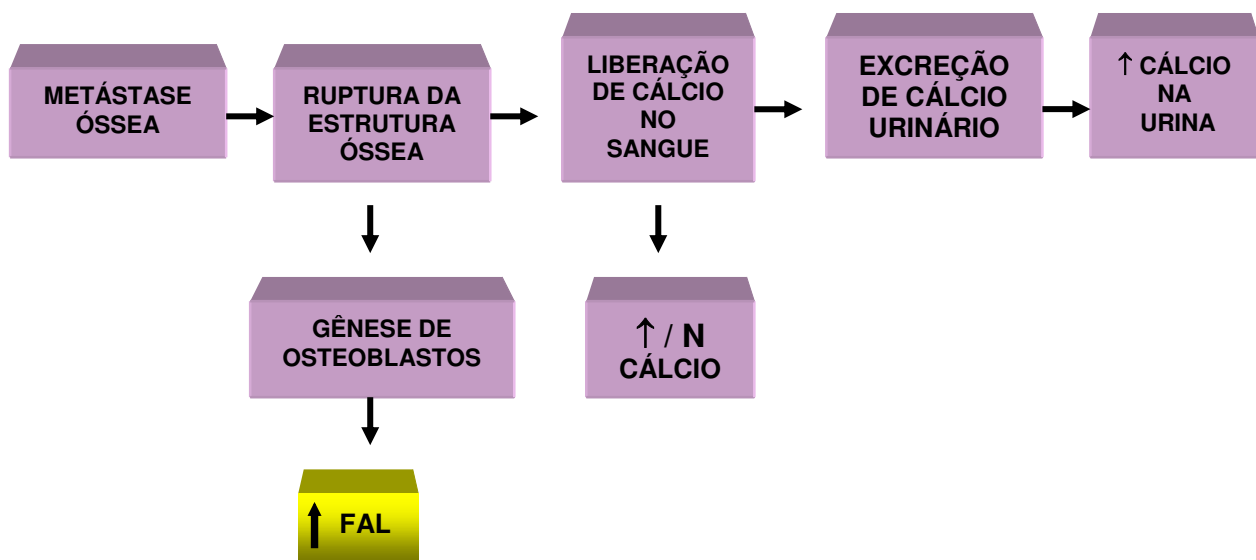 METÁSTASE
ÓSSEA
RUPTURA DA
ESTRUTURA
ÓSSEA
LIBERAÇÃO
DE CÁLCIO
NO
SANGUE
EXCREÇÃO
DE CÁLCIO
URINÁRIO
↑ CÁLCIO
NA
URINA
GÊNESE DE
OSTEOBLASTOS
↑ / N
CÁLCIO
FAL